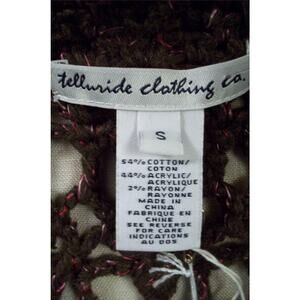 telluride clothing co.
S
54% COTTON/
COTON
44% ACRYLIC/
ACRYLIQUE
2% RAYON/
RAYONNE
MADE IN
CHINA
FABRIQUE EN
CHINE
SEE REVERSE
FOR CARE
INDICATIONS
AU DOS